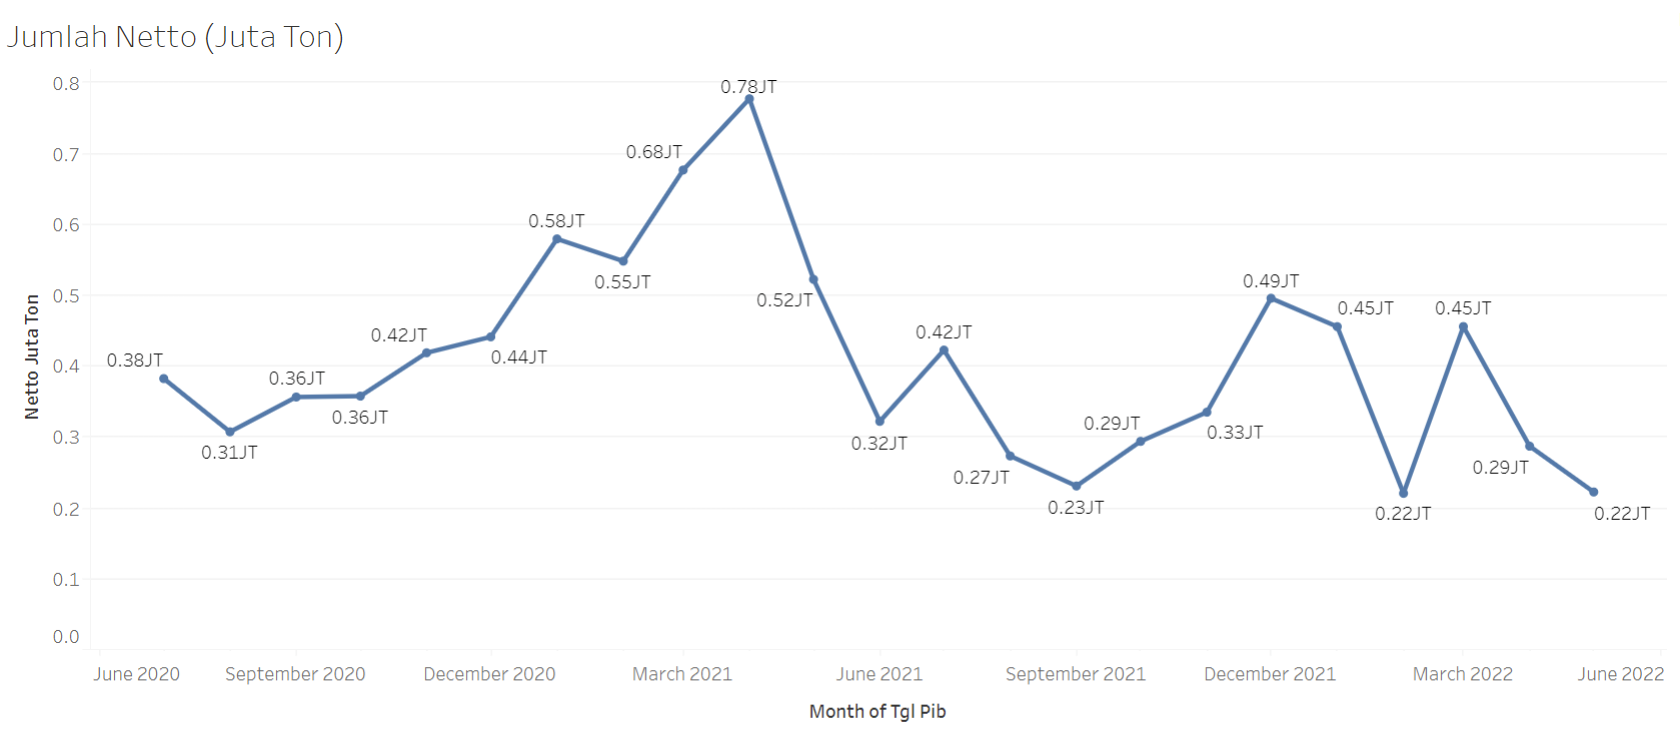 Jumlah Netto (Juta Ton)
0.8
0.7
0.6
0.5
0.4
0.3
0.2
0.1
0.0
Netto Juta Ton
0.38JT
0.31JT
0.36JT
0.36JT
0.42JT
0.44JT
0.58JT
0.55JT
0.68JT
0.78JT
0.52JT
0.32JT
0.42JT
0.27JT
0.23JT
0.29JT
0.33JT
0.49JT
0.45JT
0.22JT
0.45JT
0.29JT
0.22JT
June 2020 September 2020 December 2020 March 2021 June 2021 September 2021 December 2021 March 2022 June 2022
Month of Tgl Pib